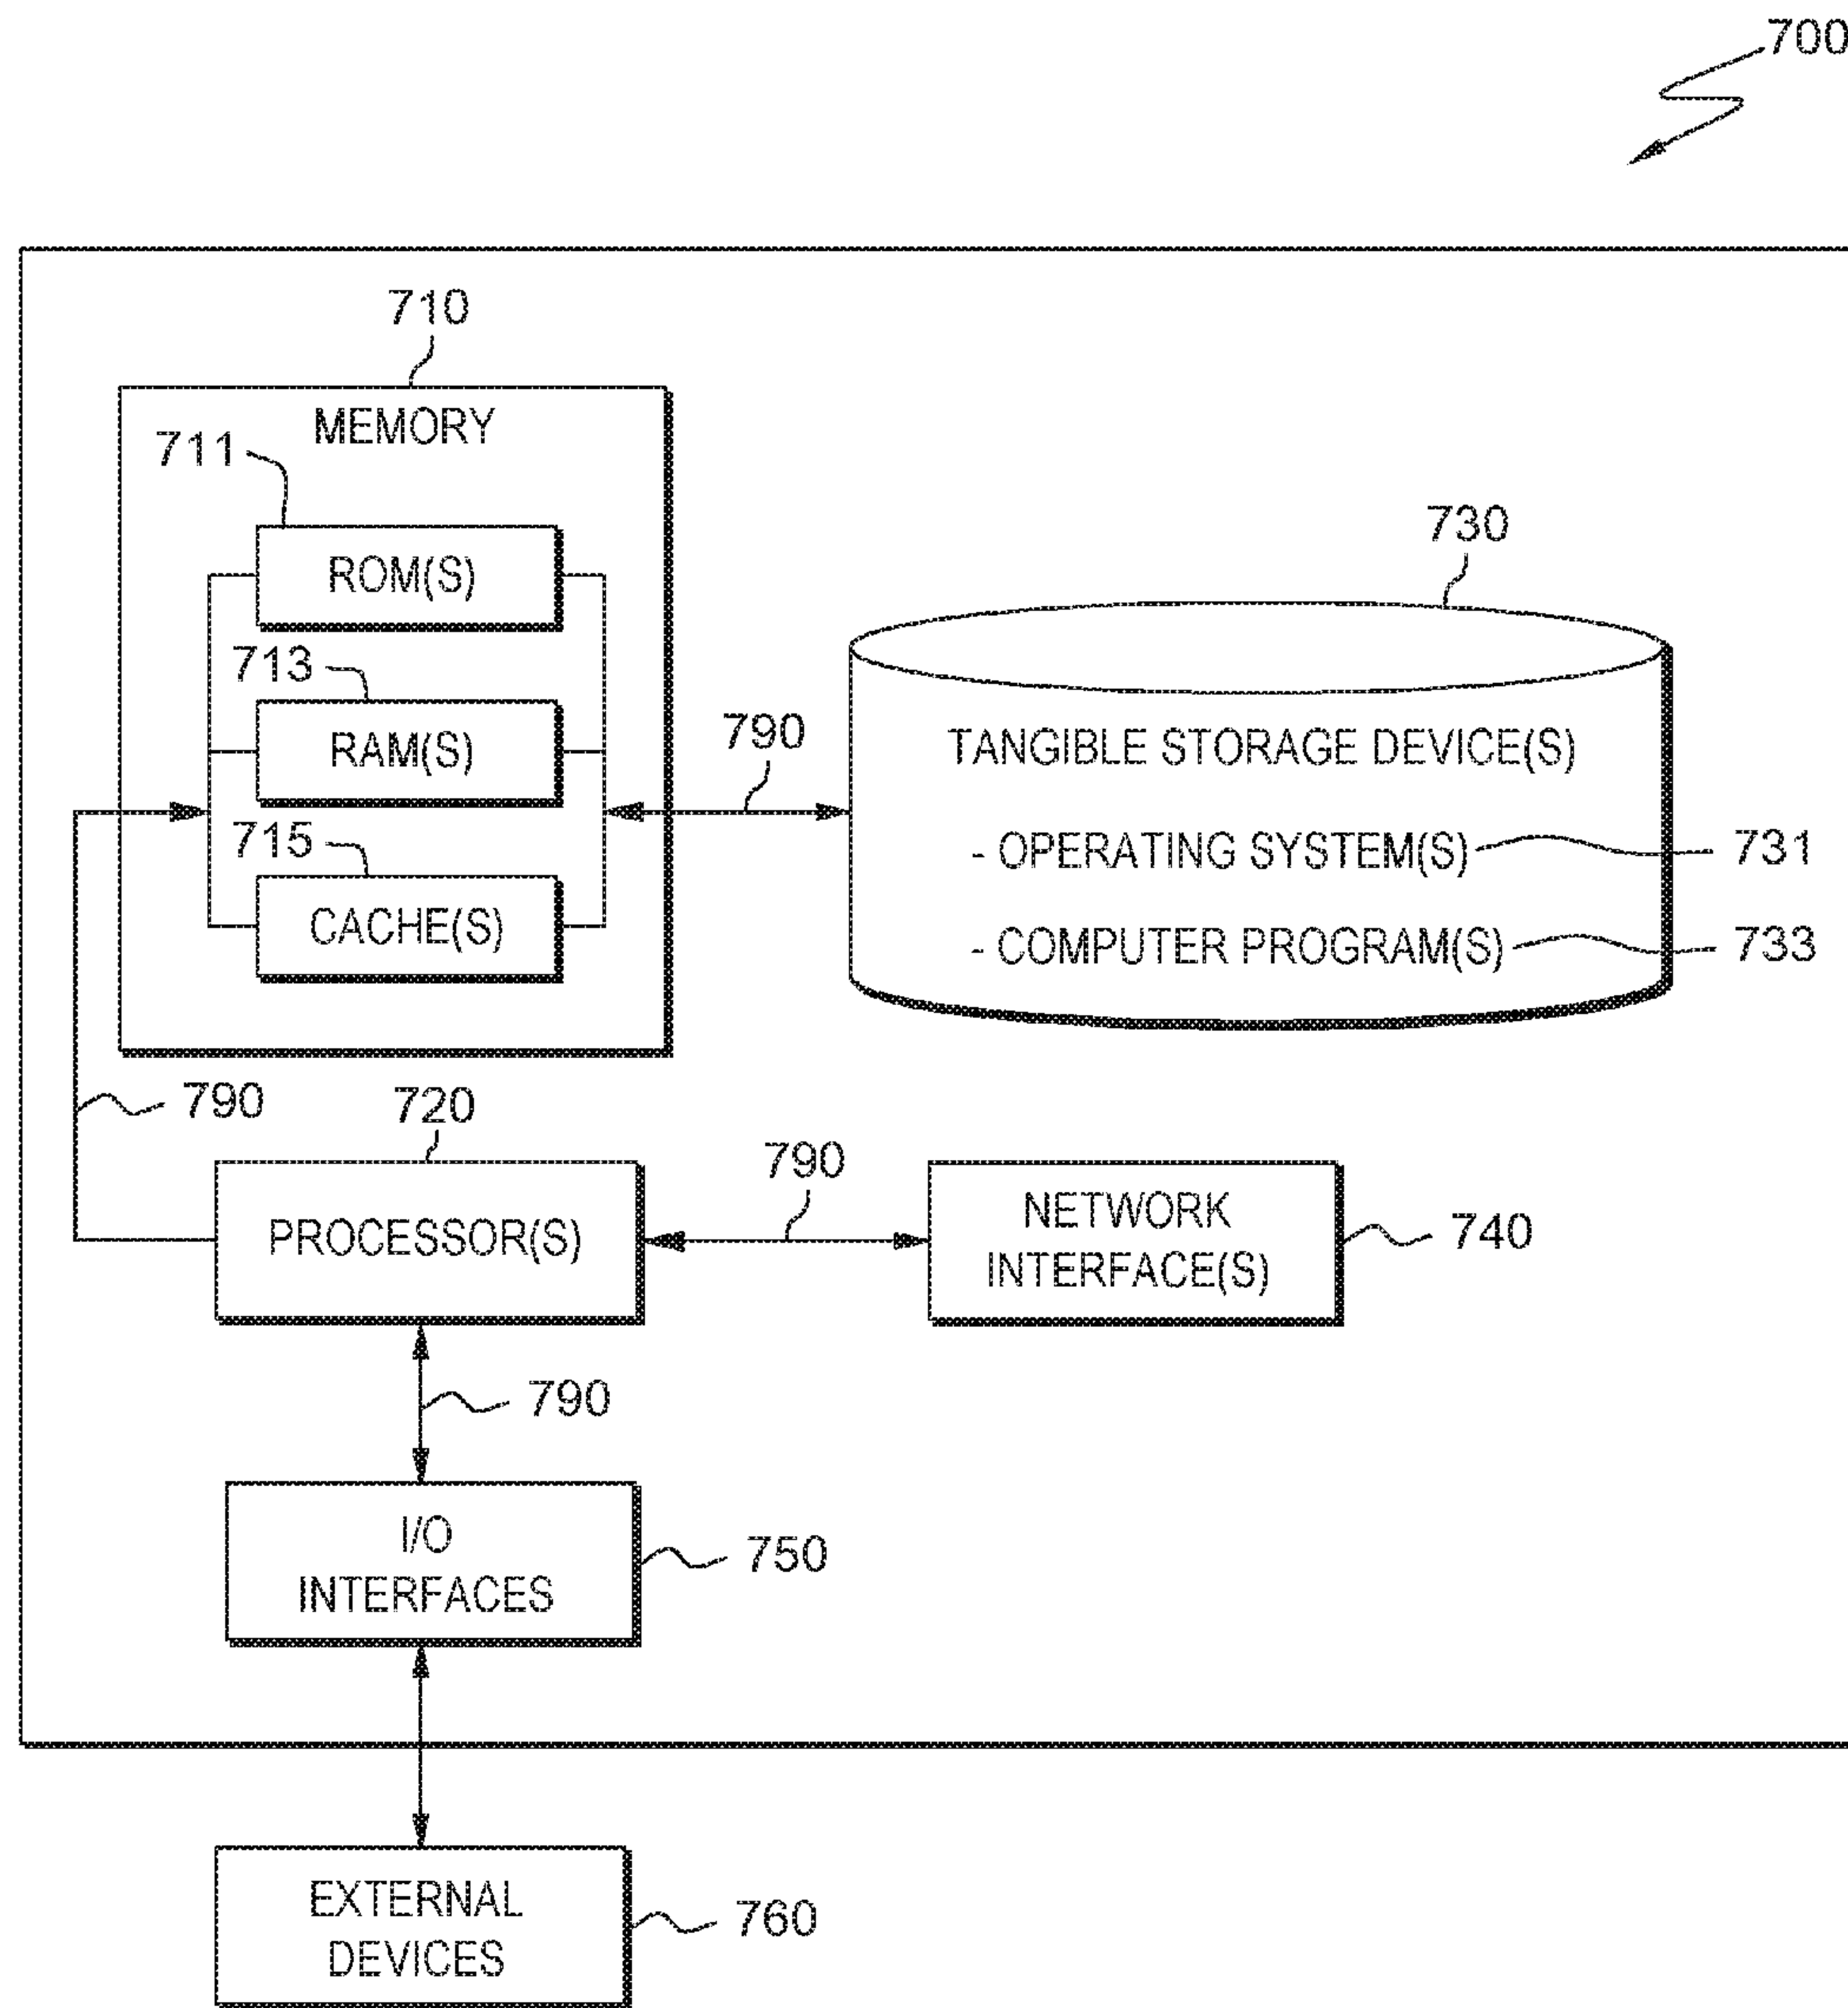 700
710
MEMORY
711
ROM(S)
730
713
RAM(S)
790
TANGIBLE STORAGE DEVICE(S)
715
- OPERATING SYSTEM(S)
731
CACHE(S)
- COMPUTER PROGRAM(S)
733
790
720
790
PROCESSOR(S)
NETWORK
INTERFACE(S)
740
790
I/O
INTERFACES
750
EXTERNAL
DEVICES
760